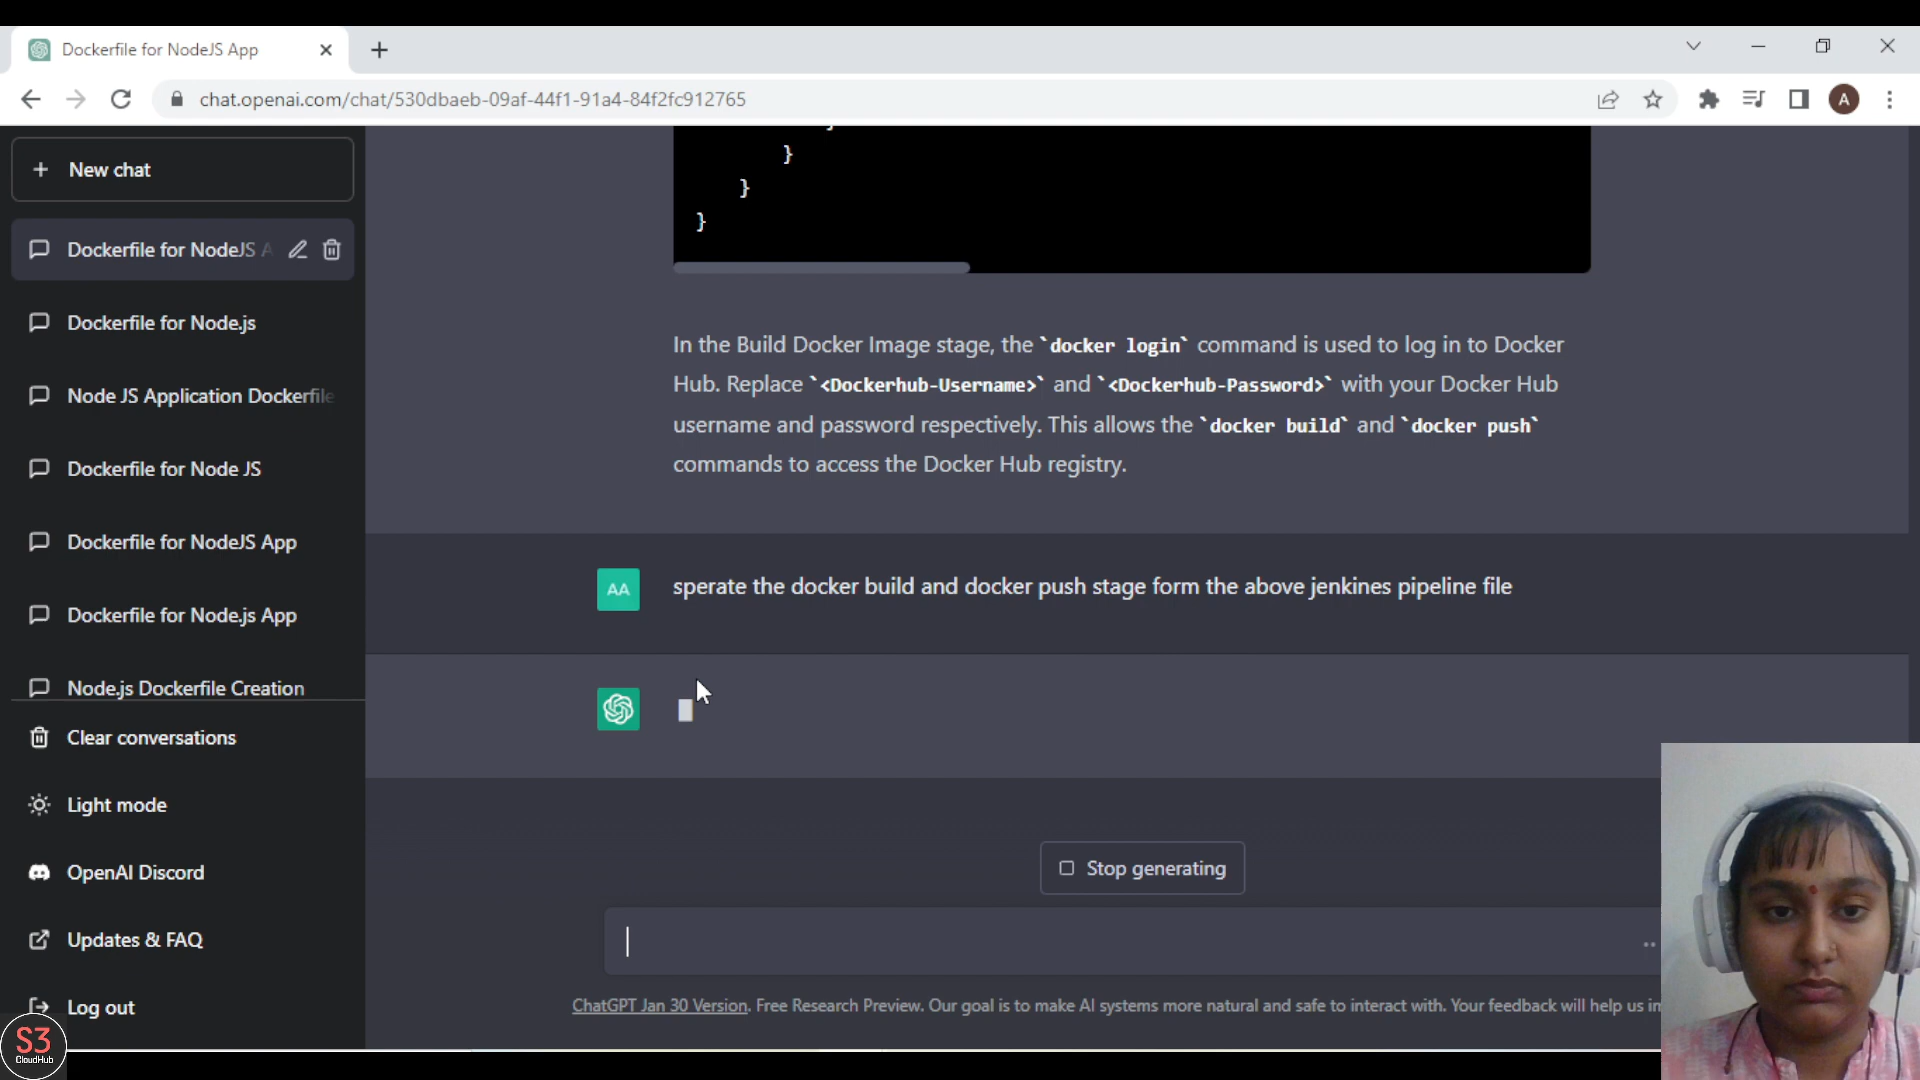 Dockerfile for NodeJS App
chat.openai.com/chat/530dbaeb-09af-44f1-91a4-84f2fc912765
A
New chat
Dockerfile for NodeJS A
Dockerfile for Node.js
Node JS Application Dockerfile
Dockerfile for Node JS
Dockerfile for NodeJS App
Dockerfile for Node.js App
Node.js Dockerfile Creation
Clear conversations
Light mode
OpenAI Discord
Updates & FAQ
Log out
S3
CloudHub
}
}
}
In the Build Docker Image stage, the `docker login` command is used to log in to Docker
Hub. Replace `<Dockerhub-Username>` and `<Dockerhub-Password>` with your Docker Hub
username and password respectively. This allows the `docker build` and `docker push`
commands to access the Docker Hub registry.
AA
sperate the docker build and docker push stage form the above jenkines pipeline file
Stop generating
ChatGPT Jan 30 Version. Free Research Preview. Our goal is to make AI systems more natural and safe to interact with. Your feedback will help us